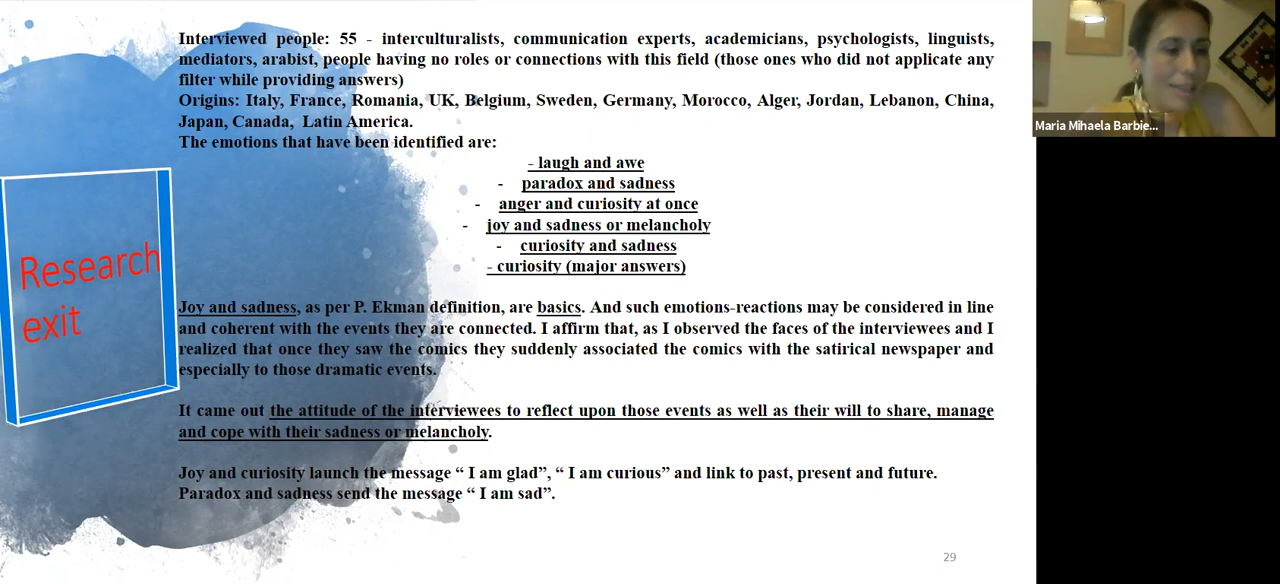 Interviewed people: 55 - interculturalists, communication experts, academicians, psychologists, linguists,
mediators, arabist, people having no roles or connections with this field (those ones who did not applicate any
filter while providing answers)
Origins: Italy, France, Romania, UK, Belgium, Sweden, Germany, Morocco, Alger, Jordan, Lebanon, China,
Japan, Canada, Latin America.
The emotions that have been identified are:
- laugh and awe
- paradox and sadness
- anger and curiosity at once
- joy and sadness or melancholy
- curiosity and sadness
- curiosity (major answers)
Research
exit
Joy and sadness, as per P. Ekman definition, are basics. And such emotions-reactions may be considered in line
and coherent with the events they are connected. I affirm that, as I observed the faces of the interviewees and I
realized that once they saw the comics they suddenly associated the comics with the satirical newspaper and
especially to those dramatic events.
It came out the attitude of the interviewees to reflect upon those events as well as their will to share, manage
and cope with their sadness or melancholy.
Joy and curiosity launch the message “ I am glad”, “ I am curious” and link to past, present and future.
Paradox and sadness send the message “ I am sad”.
29
Maria Mihaela Barbie...